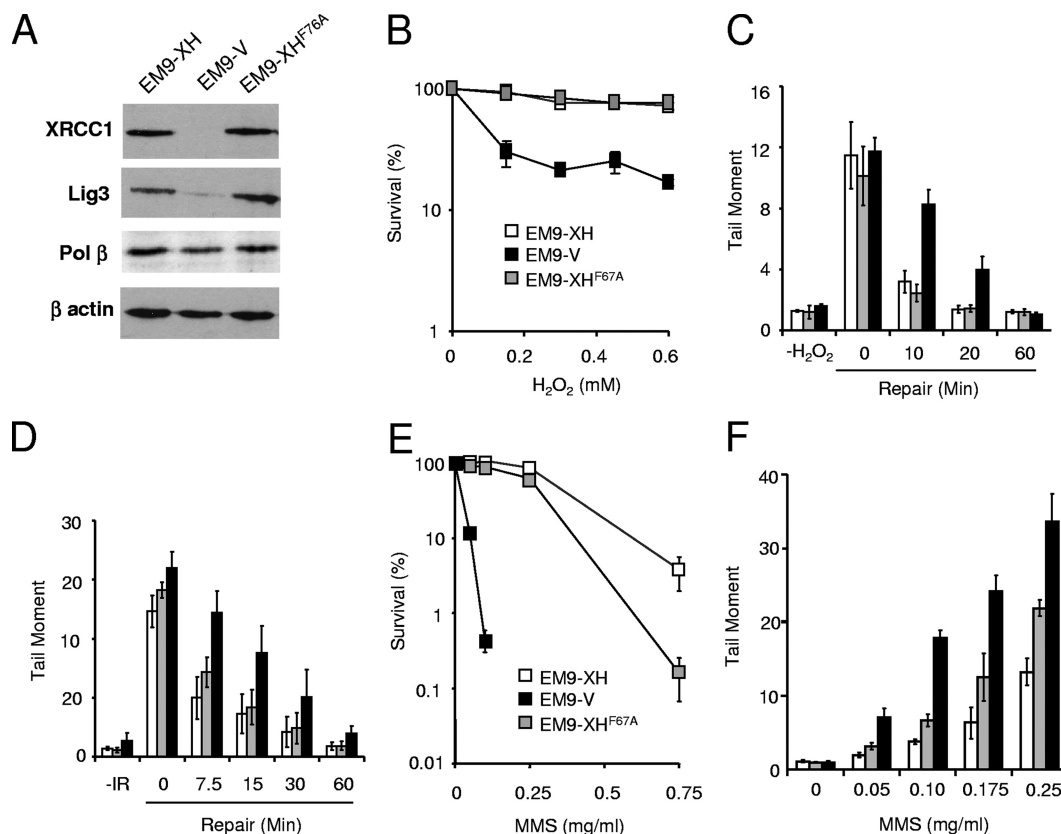 A
EM9-XH
EM9-V
EM9-XH^F76A
XRCC1
Lig3
Pol β
β actin
B
Survival (%)
100
10
1
0 0.2 0.4 0.6
H₂O₂ (mM)
EM9-XH
EM9-V
EM9-XH^F67A
C
Tail Moment
16
12
8
4
0
-H₂O₂ 0 10 20 60
Repair (Min)
D
Tail Moment
30
20
10
20
0
-IR 0 7.5 15 30 60
Repair (Min)
E
Survival (%)
100
10
1
0.1
0.01
0 0.25 0.5 0.75
MMS (mg/ml)
EM9-XH
EM9-V
EM9-XH^F67A
F
Tail Moment
40
30
20
10
0
0 0.05 0.10 0.175 0.25
MMS (mg/ml)